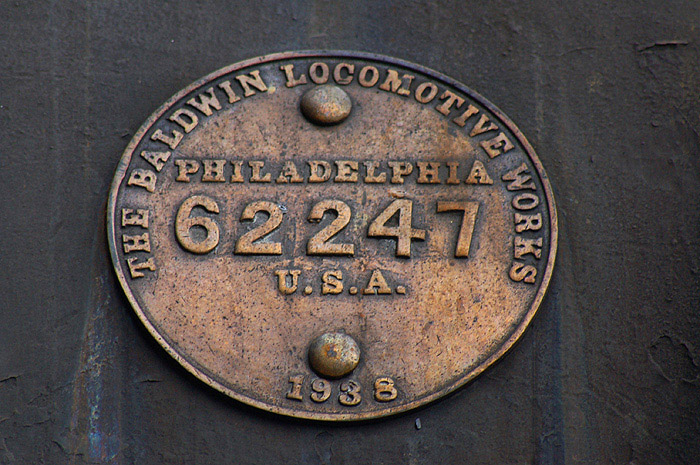 THE BALDWIN LOCOMOTIVE WORKS
PHILADELPHIA
62247
U.S.A.
1938